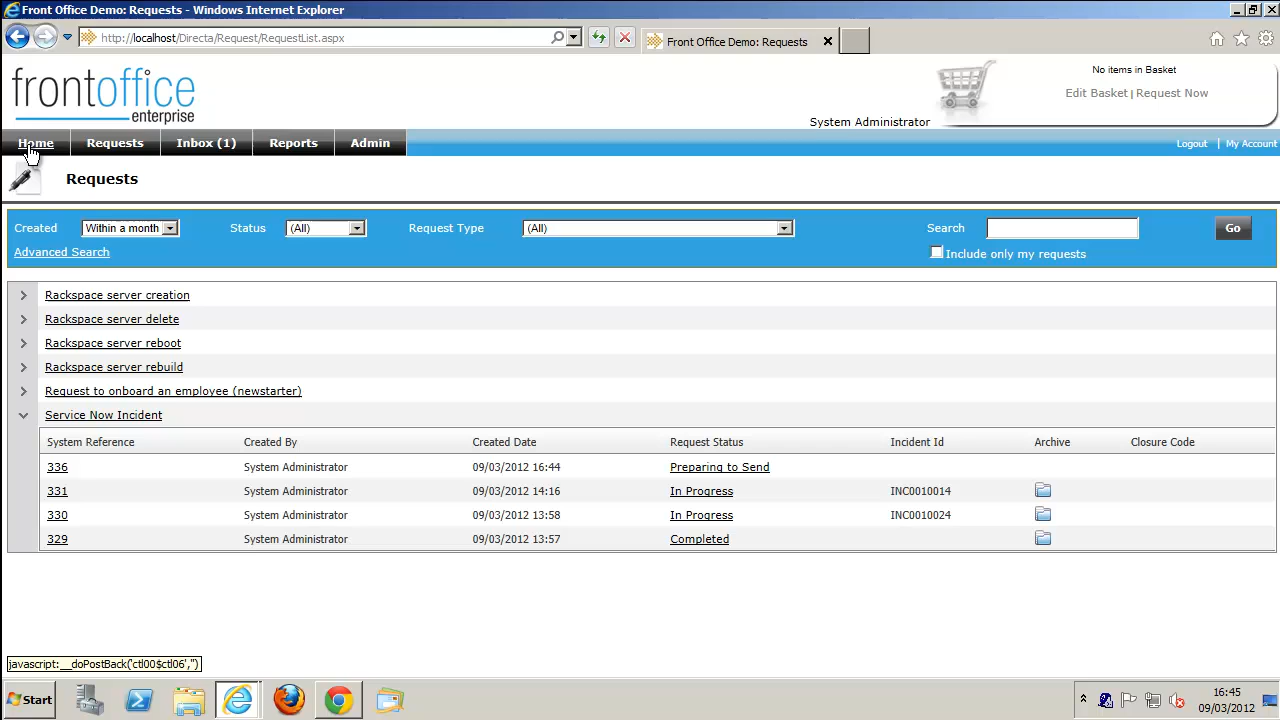 Front Office Demo: Requests - Windows Internet Explorer
http://localhost/Directa/Request/RequestList.aspx
Front Office Demo: Requests
frontoffice
enterprise
No items in Basket
Edit Basket | Request Now
System Administrator
Home Requests Inbox (1) Reports Admin
Logout | My Account
Requests
Created Within a month Status (All) Request Type (All) Search Go
Advanced Search
Include only my requests
Rackspace server creation
Rackspace server delete
Rackspace server reboot
Rackspace server rebuild
Request to onboard an employee (newstarter)
Service Now Incident
System Reference Created By Created Date Request Status Incident Id Archive Closure Code
336 System Administrator 09/03/2012 16:44 Preparing to Send
331 System Administrator 09/03/2012 14:16 In Progress INC0010014
330 System Administrator 09/03/2012 13:58 In Progress INC0010024
329 System Administrator 09/03/2012 13:57 Completed
javascript:__doPostBack('ctl00$ctl06','')
Start
16:45
09/03/2012